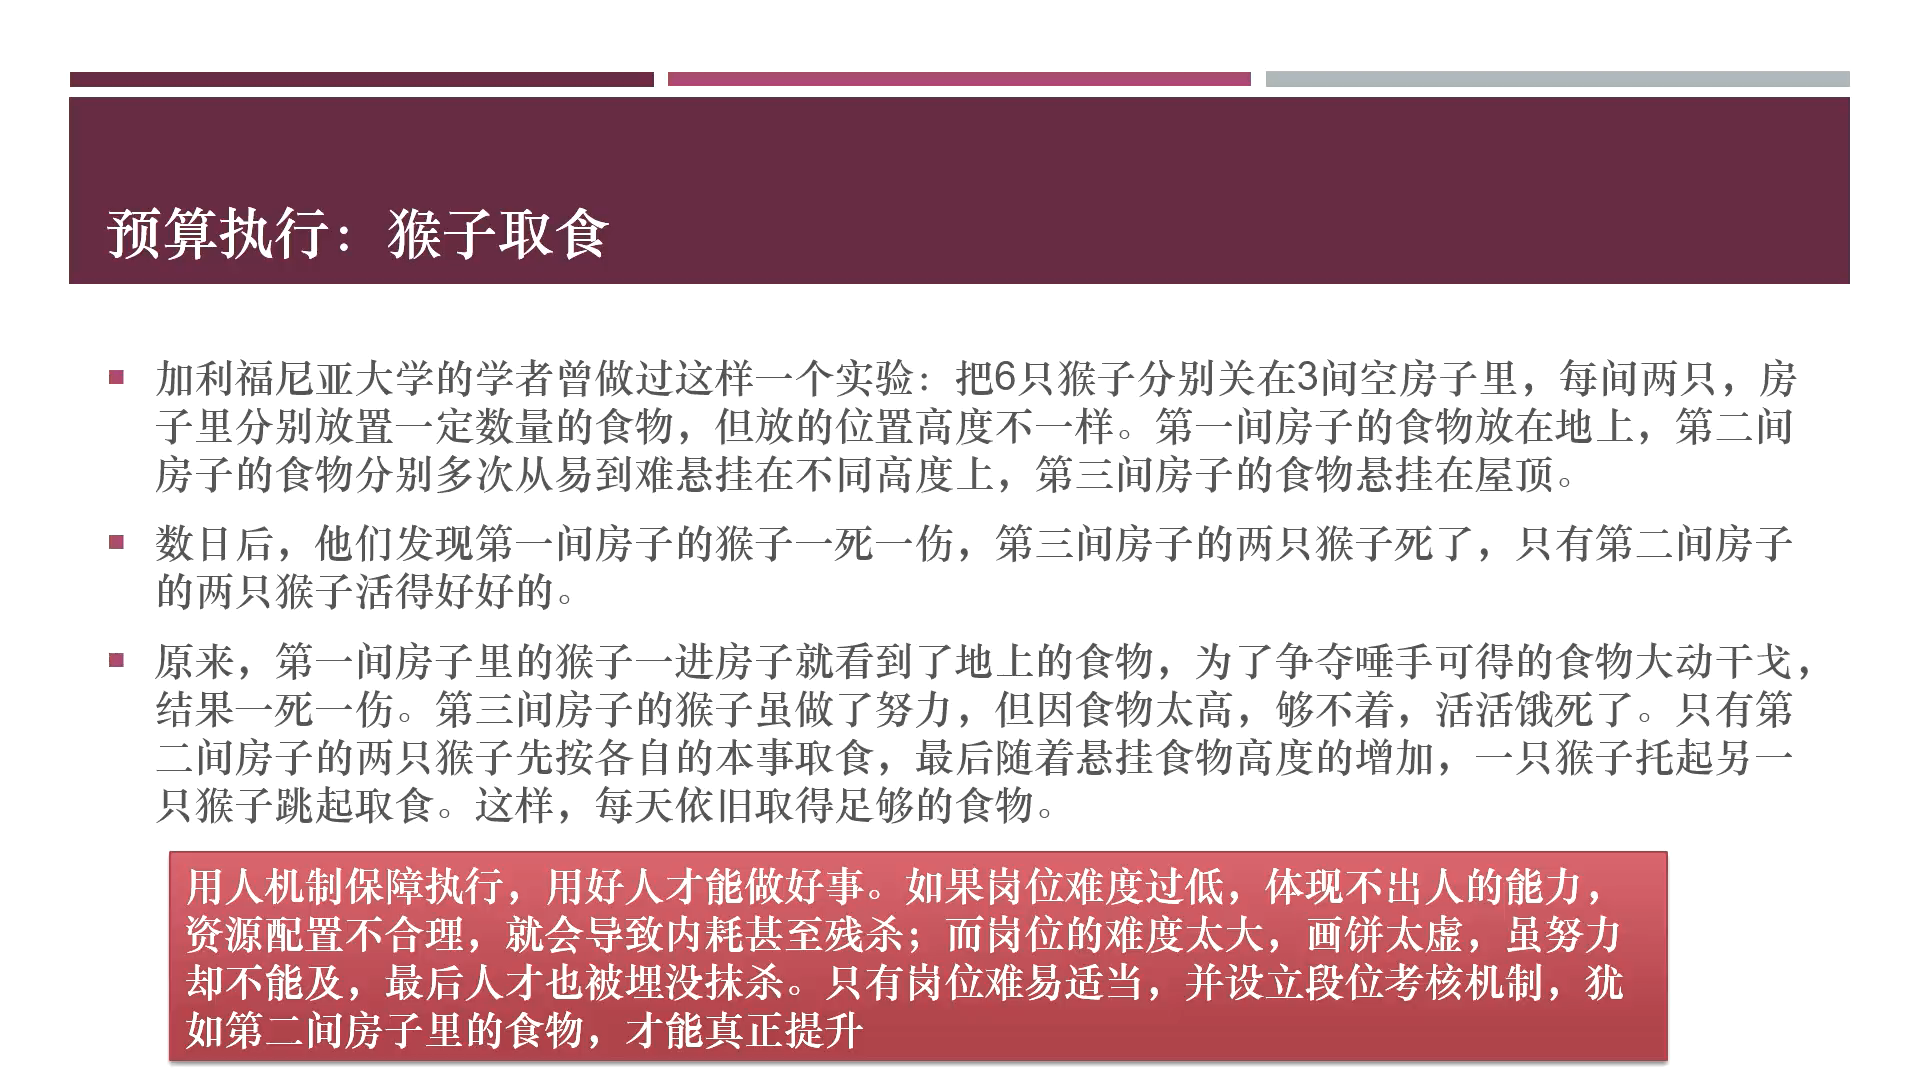 预算执行：猴子取食
加利福尼亚大学的学者曾做过这样一个实验：把6只猴子分别关在3间空房子里，每间两只，房
子里分别放置一定数量的食物，但放的位置高度不一样。第一间房子的食物放在地上，第二间
房子的食物分别多次从易到难悬挂在不同高度上，第三间房子的食物悬挂在屋顶。
数日后，他们发现第一间房子的猴子一死一伤，第三间房子的两只猴子死了，只有第二间房子
的两只猴子活得好好的。
原来，第一间房子里的猴子一进房子就看到了地上的食物，为了争夺唾手可得的食物大动干戈，
结果一死一伤。第三间房子的猴子虽做了努力，但因食物太高，够不着，活活饿死了。只有第
二间房子的两只猴子先按各自的本事取食，最后随着悬挂食物高度的增加，一只猴子托起另一
只猴子跳起取食。这样，每天依旧取得足够的食物。
用人机制保障执行，用好人才能做好事。如果岗位难度过低，体现不出人的能力，
资源配置不合理，就会导致内耗甚至残杀；而岗位的难度太大，画饼太虚，虽努力
却不能及，最后人才也被埋没抹杀。只有岗位难易适当，并设立段位考核机制，犹
如第二间房子里的食物，才能真正提升